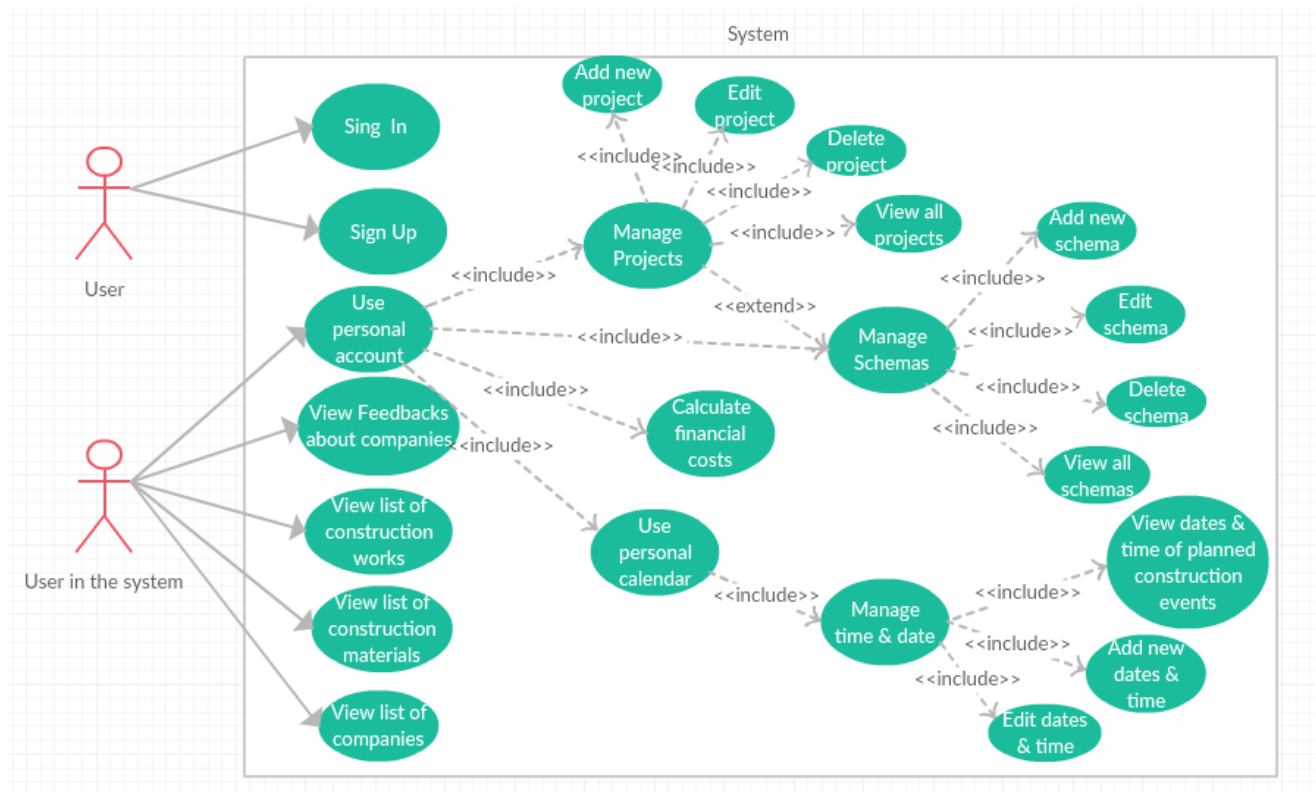 System
Add new
project
Edit
project
Sing In
Delete
project
<<include>>
<<include>>
<<include>>
View all
projects
Add new
schema
Sign Up
Manage
Projects
<<include>>
User
<<include>>
<<include>>
Use
personal
account
<<extend>>
Edit
schema
<<include>>
<<include>>
Manage
Schemas
<<include>>
Delete
schema
<<include>>
View Feedbacks
about companies
Calculate
financial
costs
<<include>>
<<include>>
View all
schemas
View list of
construction
works
Use
personal
calendar
View dates &
time of planned
construction
events
User in the system
<<include>>
<<include>>
View list of
construction
materials
Manage
time & date
<<include>>
Add new
dates &
time
<<include>>
View list of
companies
Edit dates
& time